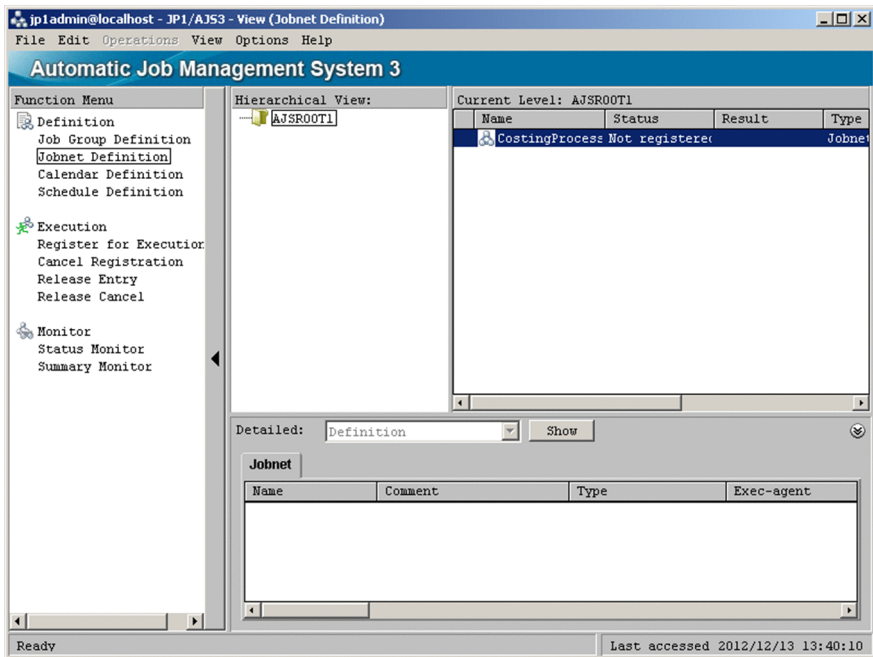 jp1admin@localhost - JP1/AJS3 - View (Jobnet Definition)
File Edit Operations View Options Help
Automatic Job Management System 3
Function Menu
Definition
Job Group Definition
Jobnet Definition
Calendar Definition
Schedule Definition
Execution
Register for Execution
Cancel Registration
Release Entry
Release Cancel
Monitor
Status Monitor
Summary Monitor
Hierarchical View:
AJSROOT1
Current Level: AJSROOT1
Name Status Result Type
CostingProcess Not registered Jobnet
Detailed: Definition Show
Jobnet
Name Comment Type Exec-agent
Ready Last accessed 2012/12/13 13:40:10